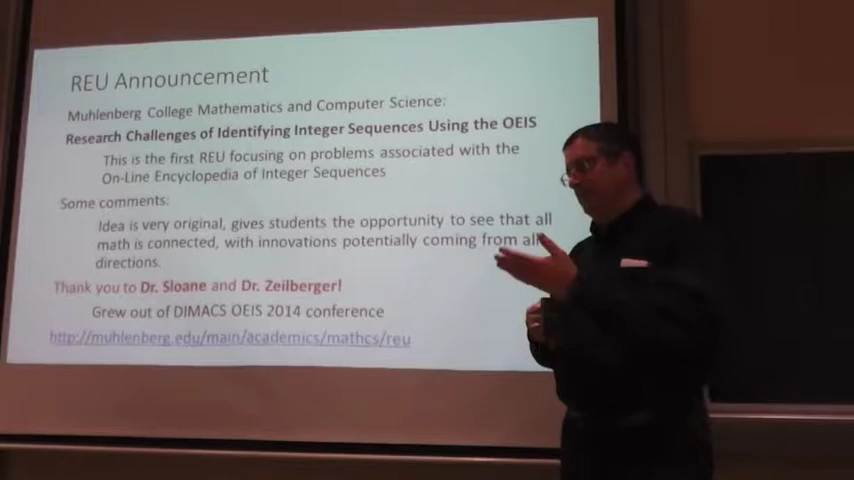 REU Announcement
Muhlenberg College Mathematics and Computer Science:
Research Challenges of Identifying Integer Sequences Using the OEIS
This is the first REU focusing on problems associated with the
On-Line Encyclopedia of Integer Sequences
Some comments:
Idea is very original, gives students the opportunity to see that all
math is connected, with innovations potentially coming from all
directions.
Thank you to Dr. Sloane and Dr. Zeilberger!
Grew out of DIMACS OEIS 2014 conference
http://muhlenberg.edu/main/academics/mathcs/reu